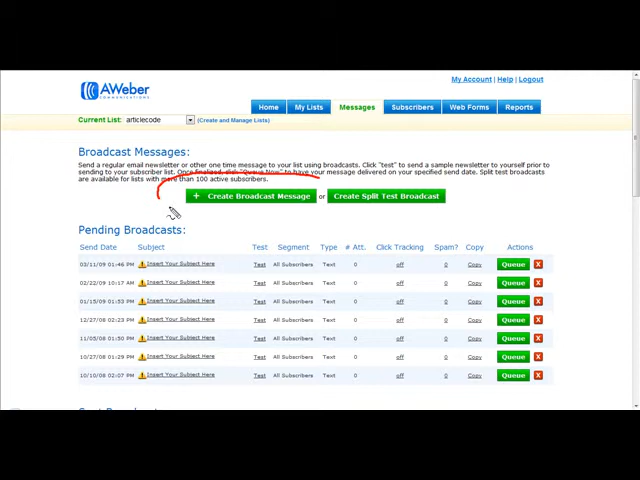 My Account | Help | Logout
AWeber
COMMUNICATIONS
Home My Lists Messages Subscribers Web Forms Reports
Current List: articlecode (Create and Manage Lists)
Broadcast Messages:
Send a regular email newsletter or other one time message to your list using broadcasts. Click "test" to send a sample newsletter to yourself prior to
sending to your subscriber list. Once finalized, click "Queue Now" to have your message delivered on your specified send date. Split test broadcasts
are available for lists with more than 100 active subscribers.
+ Create Broadcast Message or Create Split Test Broadcast
Pending Broadcasts:
Send Date Subject Test Segment Type # Att. Click Tracking Spam? Copy Actions
03/11/09 01:46 PM Insert Your Subject Here Test All Subscribers Text 0 off 0 Copy Queue X
02/22/09 10:17 AM Insert Your Subject Here Test All Subscribers Text 0 off 0 Copy Queue X
01/15/09 01:53 PM Insert Your Subject Here Test All Subscribers Text 0 off 0 Copy Queue X
12/27/08 02:23 PM Insert Your Subject Here Test All Subscribers Text 0 off 0 Copy Queue X
11/05/08 01:50 PM Insert Your Subject Here Test All Subscribers Text 0 off 0 Copy Queue X
10/27/08 01:29 PM Insert Your Subject Here Test All Subscribers Text 0 off 0 Copy Queue X
10/10/08 02:07 PM Insert Your Subject Here Test All Subscribers Text 0 off 0 Copy Queue X